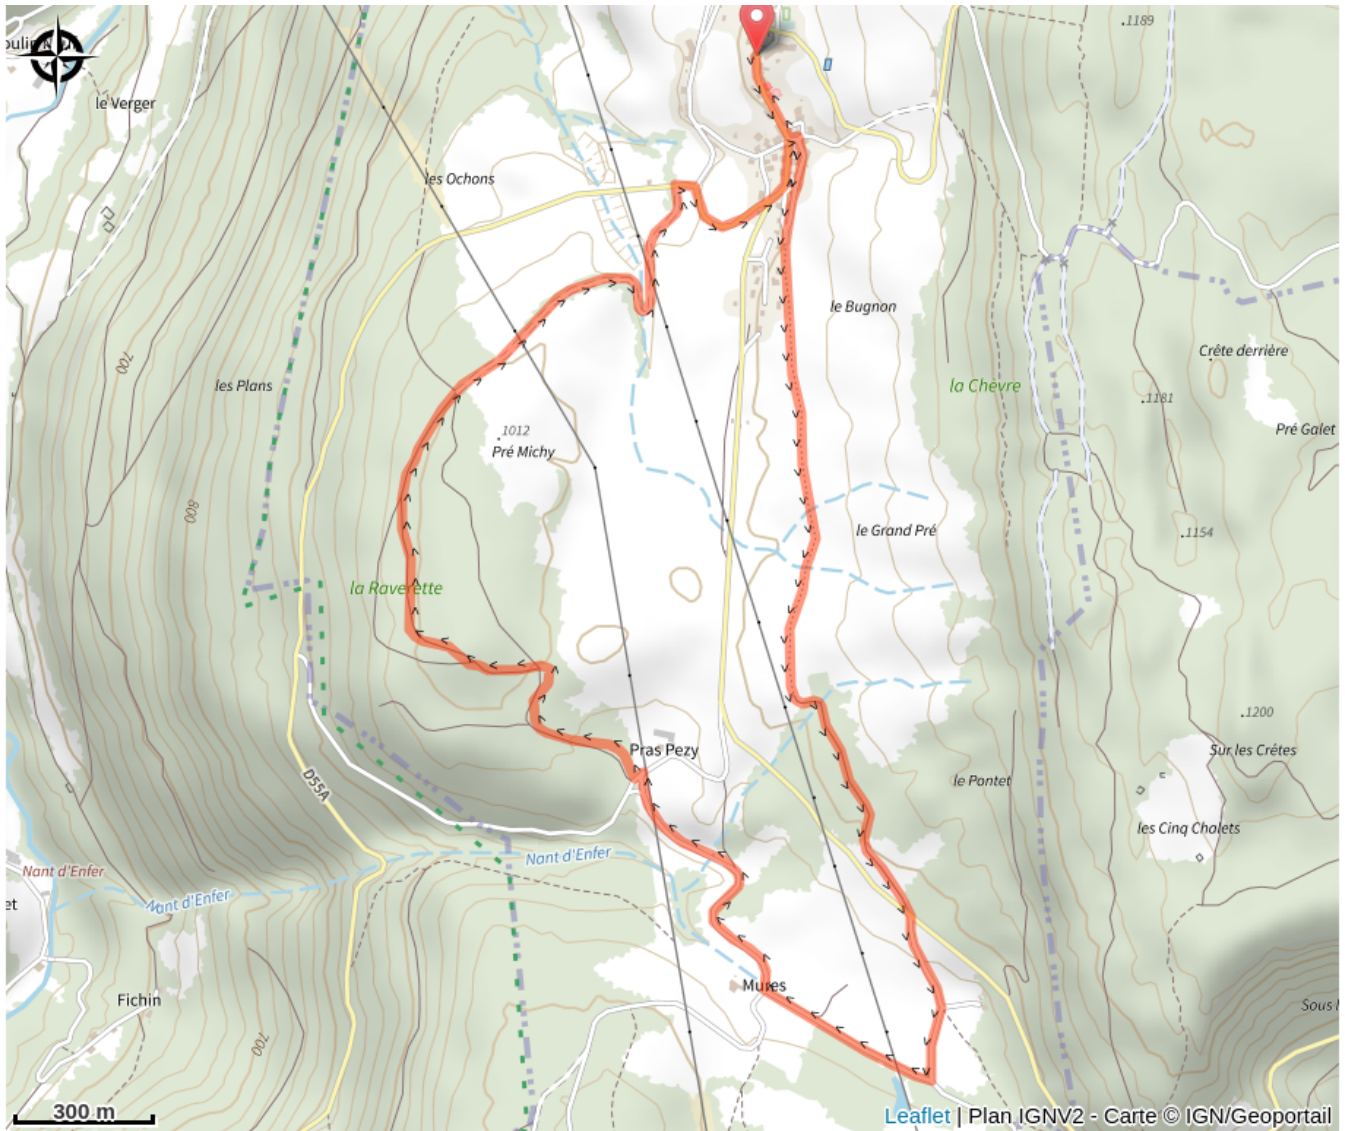 1189
le Verger
les Ochons
le Bugnon
Crête derrière
700
les Plans
la Chèvre
1181
1012
Pré Michy
Pré Galet
800
le Grand Pré
1154
la Raverette
1200
Pras Pezy
Sur les Crêtes
D55A
le Pontet
les Cinq Chalets
Nant d'Enfer
Nant d'Enfer
Nant d'Enfer
et
Mures
Fichin
Sous l
700
300 m
Leaflet | Plan IGNV2 - Carte © IGN/Geoportail